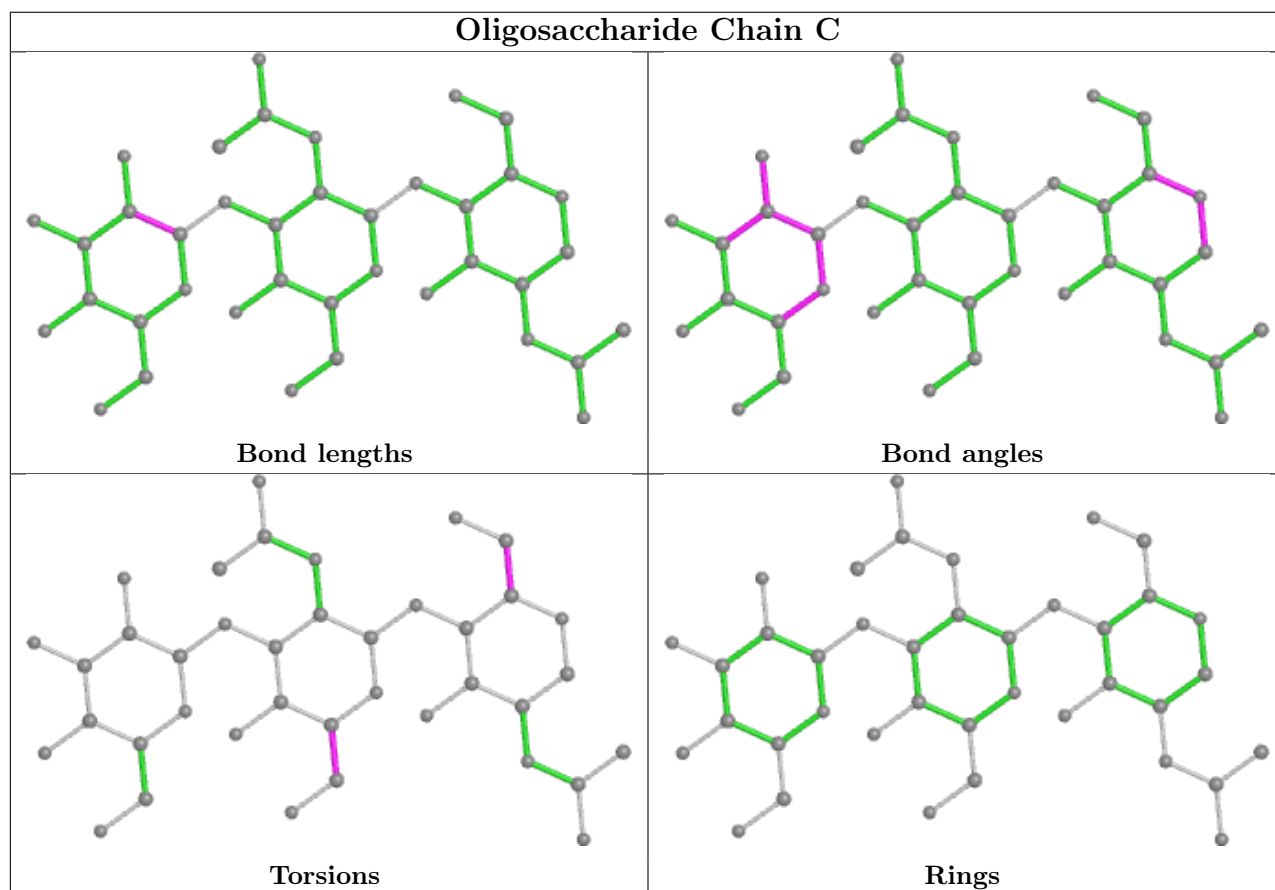 Oligosaccharide Chain C
Bond lengths
Bond angles
Torsions
Rings